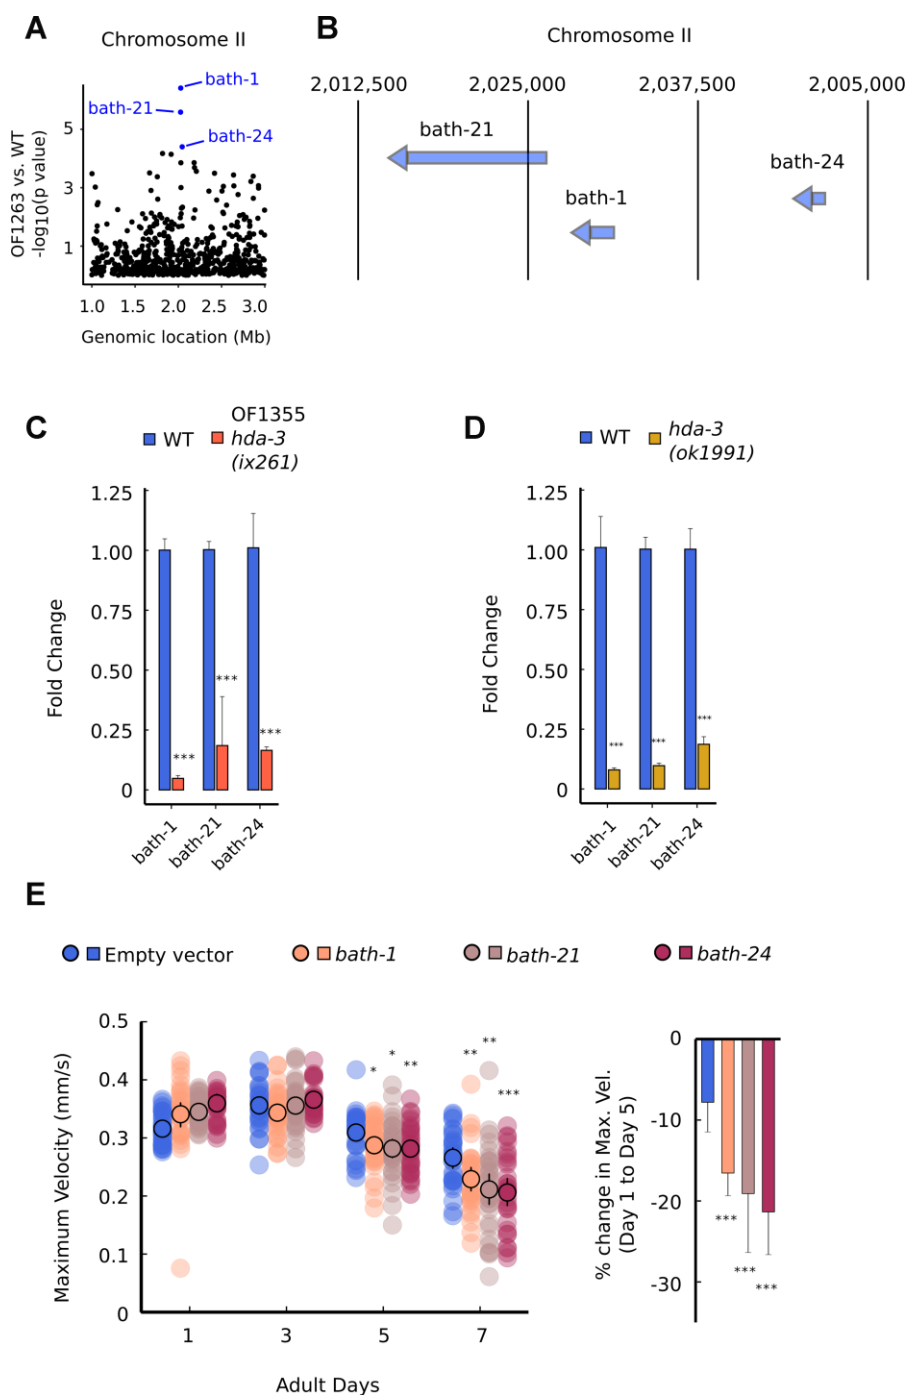 A
Chromosome II
bath-1
bath-21
bath-24
5
3
1
OF1263 vs. WT
-log10(p value)
1.0 1.5 2.0 2.5 3.0
Genomic location (Mb)
B
Chromosome II
2,012,500 2,025,000 2,037,500 2,005,000
bath-21
bath-24
bath-1
C
WT
OF1355
hda-3
(ix261)
Fold Change
1.25
1.00
0.75
0.50
0.25
0
***
***
***
bath-1 bath-21 bath-24
D
WT
hda-3
(ok1991)
Fold Change
1.25
1.00
0.75
0.50
0.25
0
***
***
***
bath-1 bath-21 bath-24
E
Empty vector bath-1 bath-21 bath-24
Maximum Velocity (mm/s)
0.5
0.4
0.3
0.2
0.1
0
* * **
** ** ***
1 3 5 7
Adult Days
% change in Max. Vel.
(Day 1 to Day 5)
0
-10
-20
-30
***
***
***